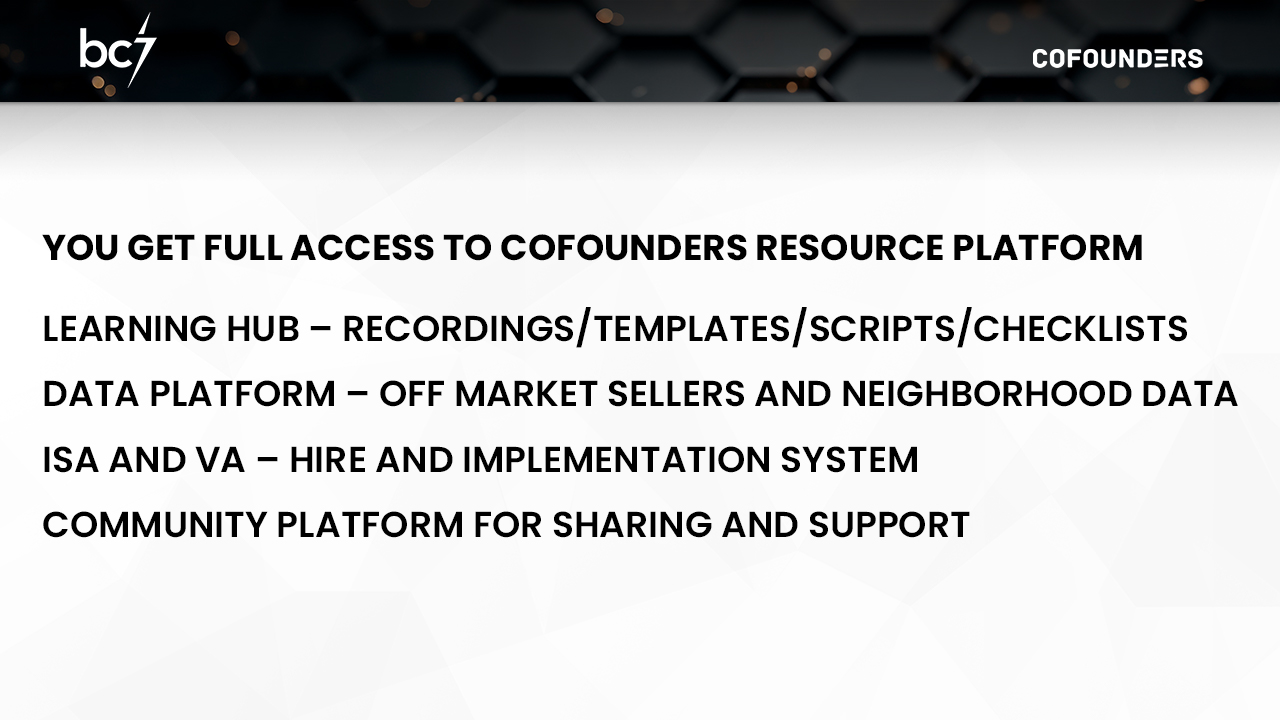 bc7
COFOUNDERS
YOU GET FULL ACCESS TO COFOUNDERS RESOURCE PLATFORM
LEARNING HUB – RECORDINGS/TEMPLATES/SCRIPTS/CHECKLISTS
DATA PLATFORM – OFF MARKET SELLERS AND NEIGHBORHOOD DATA
ISA AND VA – HIRE AND IMPLEMENTATION SYSTEM
COMMUNITY PLATFORM FOR SHARING AND SUPPORT